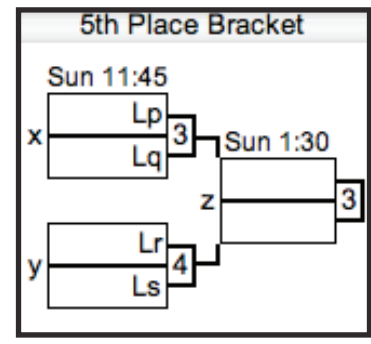 5th Place Bracket
Sun 11:45
Lp
x
3
Lq
Sun 1:30
z
3
Lr
y
4
Ls